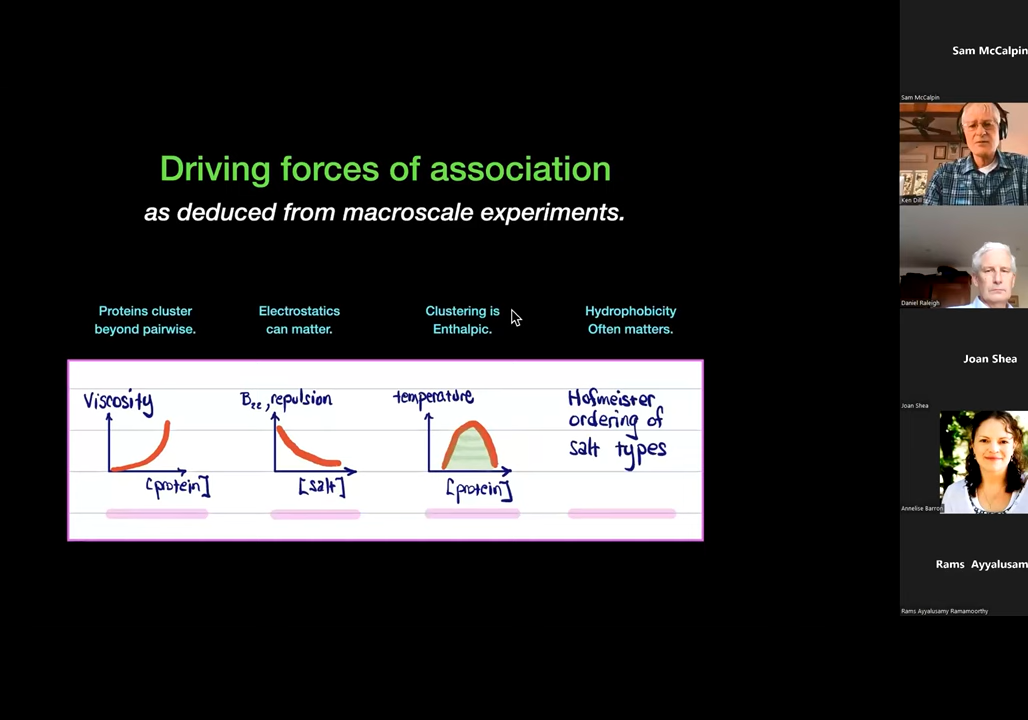 Driving forces of association
as deduced from macroscale experiments.
Proteins cluster
beyond pairwise.
Electrostatics
can matter.
Clustering is
Enthalpic.
Hydrophobicity
Often matters.
Viscosity
[protein]
B₂₂, repulsion
[salt]
temperature
[protein]
Hofmeister
ordering of
salt types
Sam McCalpin
Sam McCalpin
Ken Dill
Daniel Raleigh
Joan Shea
Joan Shea
Annelise Barron
Rams Ayyalusam
Rams Ayyalusamy Ramamoorthy